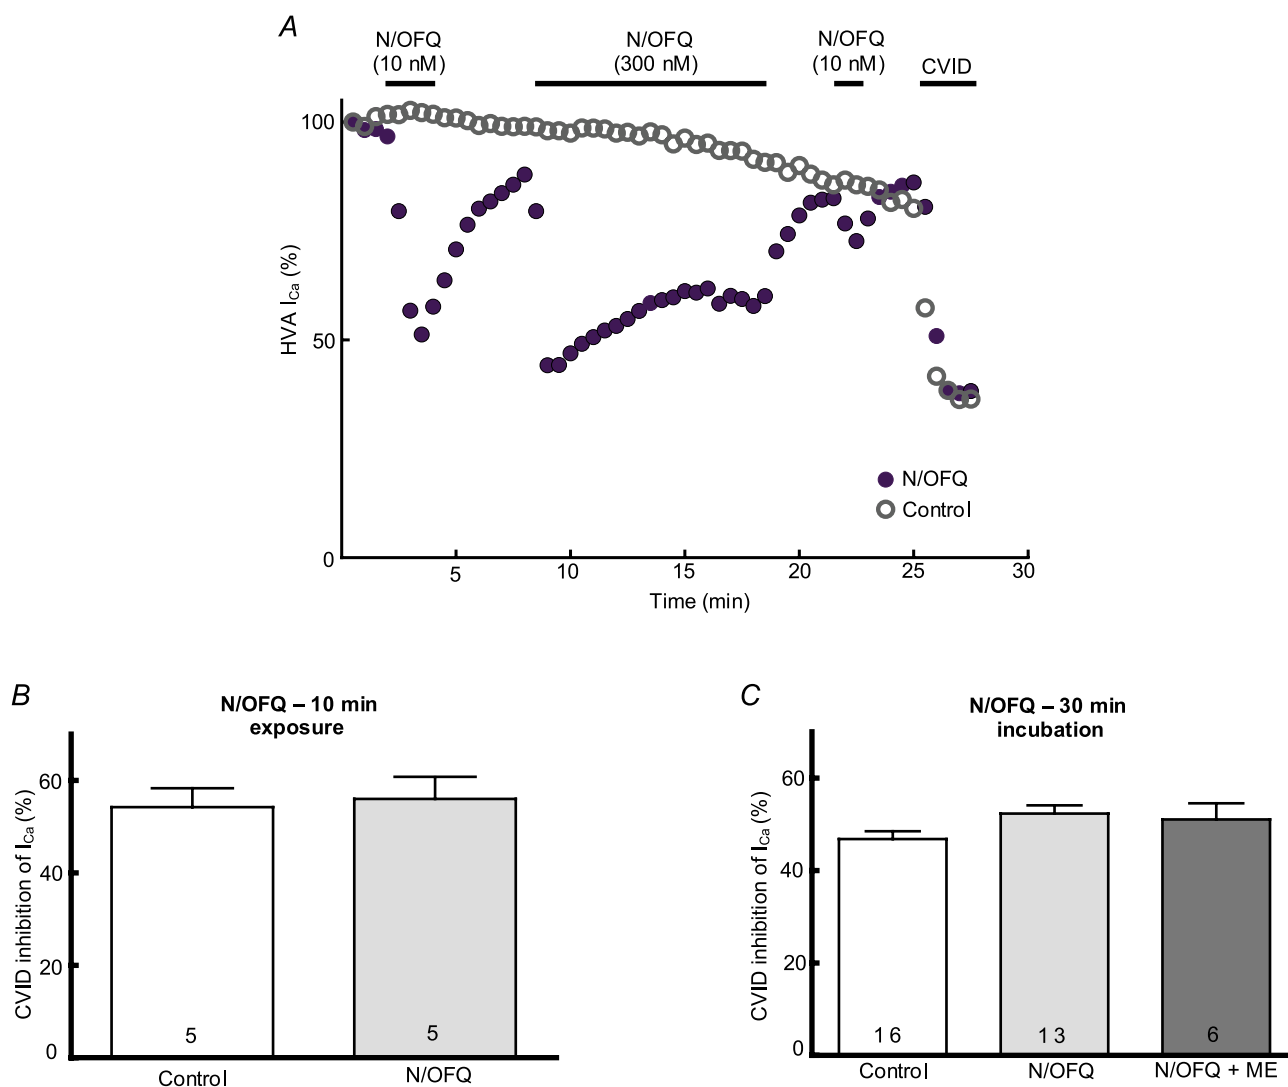 A
N/OFQ
(10 nM)
N/OFQ
(300 nM)
N/OFQ
(10 nM)
CVID
100
50
0
HVA I Ca (%)
N/OFQ
Control
5
10
15
20
25
30
Time (min)
B
N/OFQ – 10 min
exposure
60
40
20
0
CVID inhibition of I Ca (%)
5
5
Control
N/OFQ
C
N/OFQ – 30 min
incubation
60
40
20
0
CVID inhibition of I Ca (%)
16
13
6
Control
N/OFQ
N/OFQ + ME